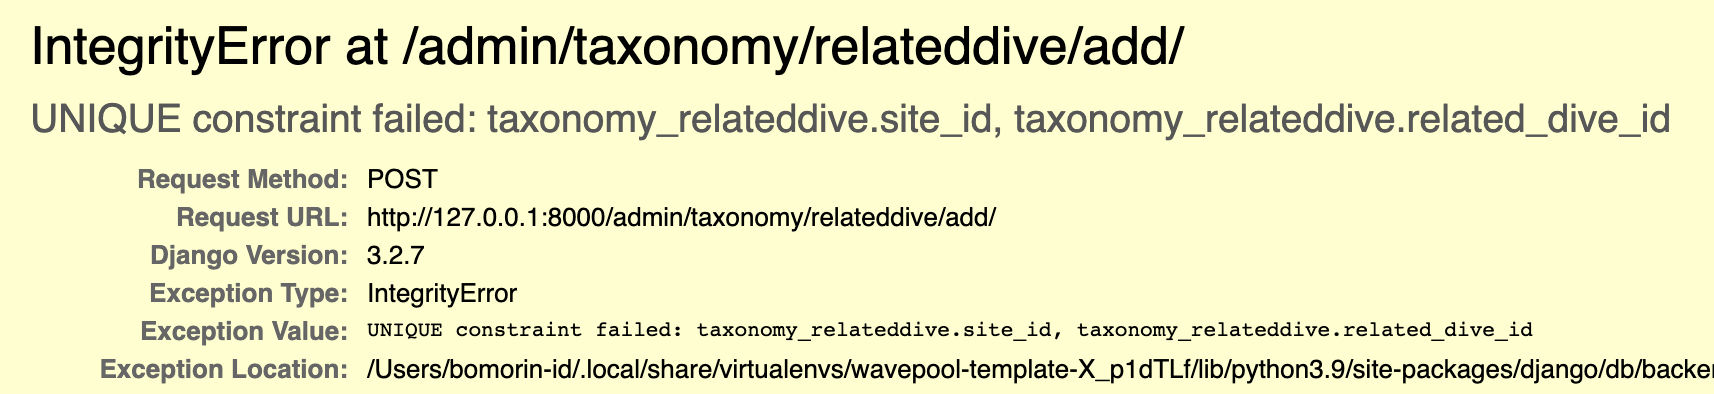 IntegrityError at /admin/taxonomy/relateddive/add/
UNIQUE constraint failed: taxonomy_relateddive.site_id, taxonomy_relateddive.related_dive_id
Request Method: POST
Request URL: http://127.0.0.1:8000/admin/taxonomy/relateddive/add/
Django Version: 3.2.7
Exception Type: IntegrityError
Exception Value: UNIQUE constraint failed: taxonomy_relateddive.site_id, taxonomy_relateddive.related_dive_id
Exception Location: /Users/bomorin-id/.local/share/virtualenvs/wavepool-template-X_p1dTLf/lib/python3.9/site-packages/django/db/backe